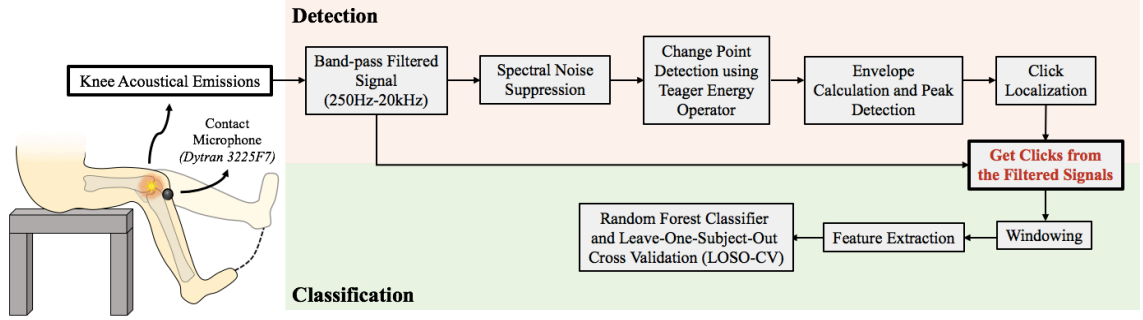 Detection
Knee Acoustical Emissions
Band-pass Filtered
Signal
(250Hz-20kHz)
Spectral Noise
Suppression
Change Point
Detection using
Teager Energy
Operator
Envelope
Calculation and Peak
Detection
Click
Localization
Contact
Microphone
(Dytran 3225F7)
Get Clicks from
the Filtered Signals
Windowing
Feature Extraction
Random Forest Classifier
and Leave-One-Subject-Out
Cross Validation (LOSO-CV)
Classification